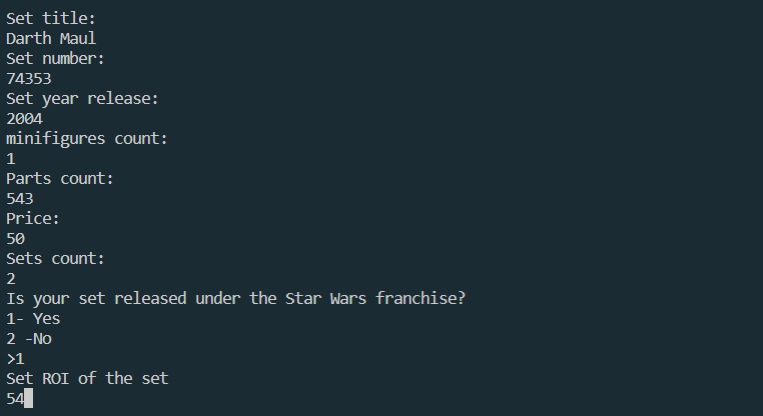 Set title:
Darth Maul
Set number:
74353
Set year release:
2004
minifigures count:
1
Parts count:
543
Price:
50
Sets count:
2
Is your set released under the Star Wars franchise?
1- Yes
2 -No
>1
Set ROI of the set
54